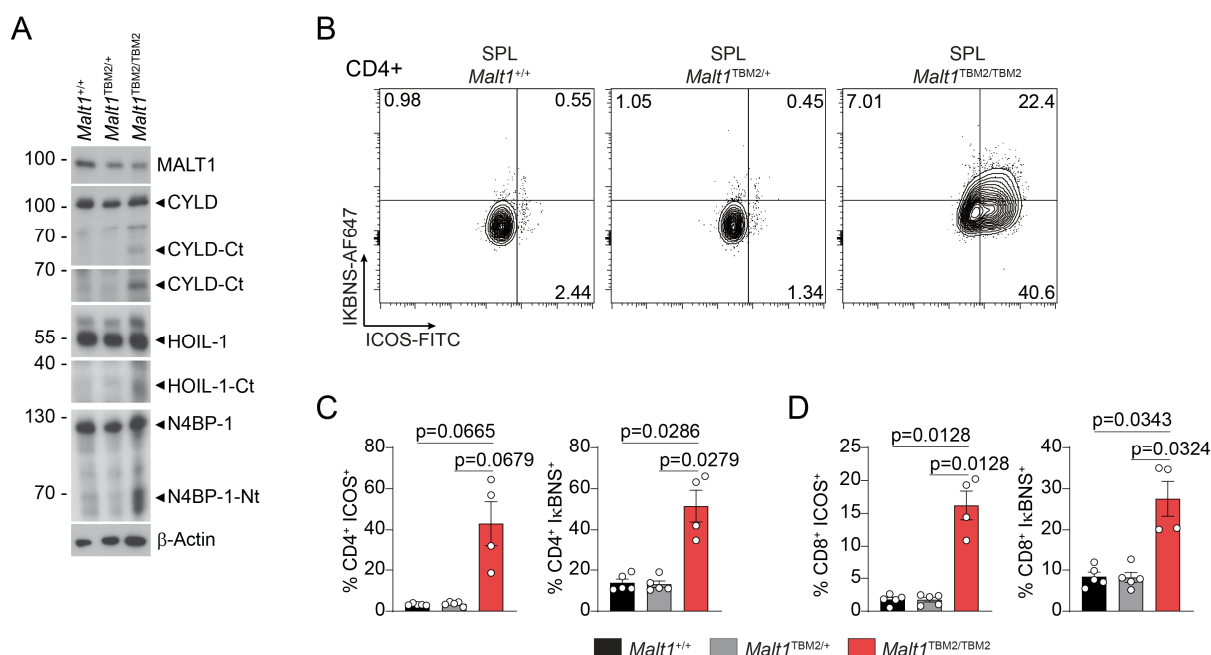 A
Malt1+/+
Malt1TBM2/+
Malt1TBM2/TBM2
100 -
MALT1
100 -
CYLD
70 -
CYLD-Ct
70 -
CYLD-Ct
55 -
HOIL-1
40 -
HOIL-1-Ct
130 -
N4BP-1
70 -
N4BP-1-Nt
β-Actin
B
CD4+
SPL
Malt1+/+
SPL
Malt1TBM2/+
SPL
Malt1TBM2/TBM2
0.98 0.55
2.44
1.05 0.45
1.34
7.01 22.4
40.6
IKBNS-AF647
ICOS-FITC
C
% CD4+ ICOS+
80
60
40
20
0
p=0.0665
p=0.0679
% CD4+ IκBNS+
80
60
40
20
0
p=0.0286
p=0.0279
D
% CD8+ ICOS+
25
20
15
10
5
0
p=0.0128
p=0.0128
% CD8+ IκBNS+
40
30
20
10
0
p=0.0343
p=0.0324
Malt1+/+ Malt1TBM2/+ Malt1TBM2/TBM2